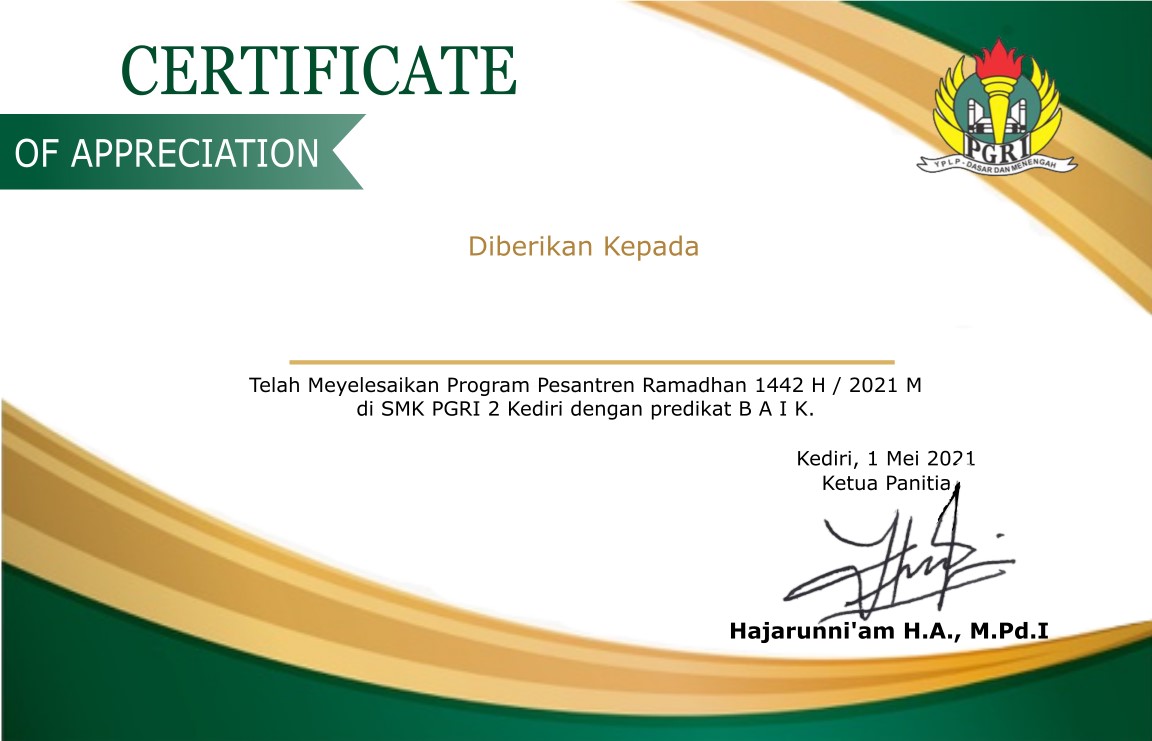 CERTIFICATE
OF APPRECIATION
PGRI
YPLP - DASAR DAN MENENGAH
Diberikan Kepada
Telah Meyelesaikan Program Pesantren Ramadhan 1442 H / 2021 M
di SMK PGRI 2 Kediri dengan predikat B A I K.
Kediri, 1 Mei 2021
Ketua Panitia,
Hajarunni'am H.A., M.Pd.I